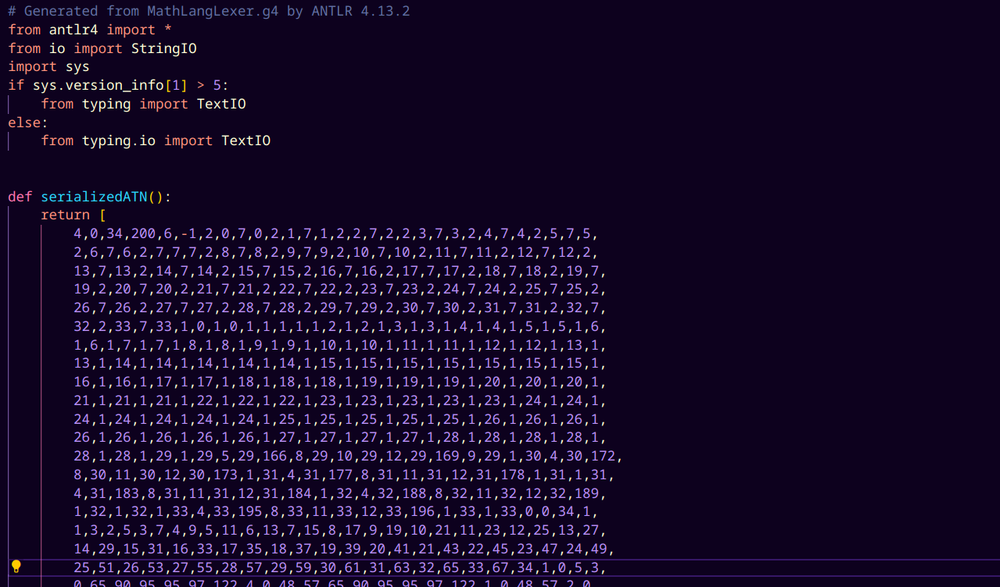 # Generated from MathLangLexer.g4 by ANTLR 4.13.2
from antlr4 import *
from io import StringIO
import sys
if sys.version_info[1] > 5:
    from typing import TextIO
else:
    from typing.io import TextIO
def serializedATN():
    return [
        4,0,34,200,6,-1,2,0,7,0,2,1,7,1,2,2,7,2,2,3,7,3,2,4,7,4,2,5,7,5,
        2,6,7,6,2,7,7,7,2,8,7,8,2,9,7,9,2,10,7,10,2,11,7,11,2,12,7,12,2,
        13,7,13,2,14,7,14,2,15,7,15,2,16,7,16,2,17,7,17,2,18,7,18,2,19,7,
        19,2,20,7,20,2,21,7,21,2,22,7,22,2,23,7,23,2,24,7,24,2,25,7,25,2,
        26,7,26,2,27,7,27,2,28,7,28,2,29,7,29,2,30,7,30,2,31,7,31,2,32,7,
        32,2,33,7,33,1,0,1,0,1,1,1,1,1,2,1,2,1,3,1,3,1,4,1,4,1,5,1,5,1,6,
        1,6,1,7,1,7,1,8,1,8,1,9,1,9,1,10,1,10,1,11,1,11,1,12,1,12,1,13,1,
        13,1,14,1,14,1,14,1,14,1,14,1,15,1,15,1,15,1,15,1,15,1,15,1,15,1,
        16,1,16,1,17,1,17,1,18,1,18,1,18,1,19,1,19,1,19,1,20,1,20,1,20,1,
        21,1,21,1,21,1,22,1,22,1,22,1,23,1,23,1,23,1,23,1,23,1,24,1,24,1,
        24,1,24,1,24,1,24,1,24,1,25,1,25,1,25,1,25,1,25,1,26,1,26,1,26,1,
        26,1,26,1,26,1,26,1,26,1,27,1,27,1,27,1,27,1,28,1,28,1,28,1,28,1,
        28,1,28,1,29,1,29,5,29,166,8,29,10,29,12,29,169,9,29,1,30,4,30,172,
        8,30,11,30,12,30,173,1,31,4,31,177,8,31,11,31,12,31,178,1,31,1,31,
        4,31,183,8,31,11,31,12,31,184,1,32,4,32,188,8,32,11,32,12,32,189,
        1,32,1,32,1,33,4,33,195,8,33,11,33,12,33,196,1,33,1,33,0,0,34,1,
        1,3,2,5,3,7,4,9,5,11,6,13,7,15,8,17,9,19,10,21,11,23,12,25,13,27,
        14,29,15,31,16,33,17,35,18,37,19,39,20,41,21,43,22,45,23,47,24,49,
        25,51,26,53,27,55,28,57,29,59,30,61,31,63,32,65,33,67,34,1,0,5,3,
        0,65,90,95,95,97,122,4,0,48,57,65,90,95,95,97,122,1,0,48,57,2,0,